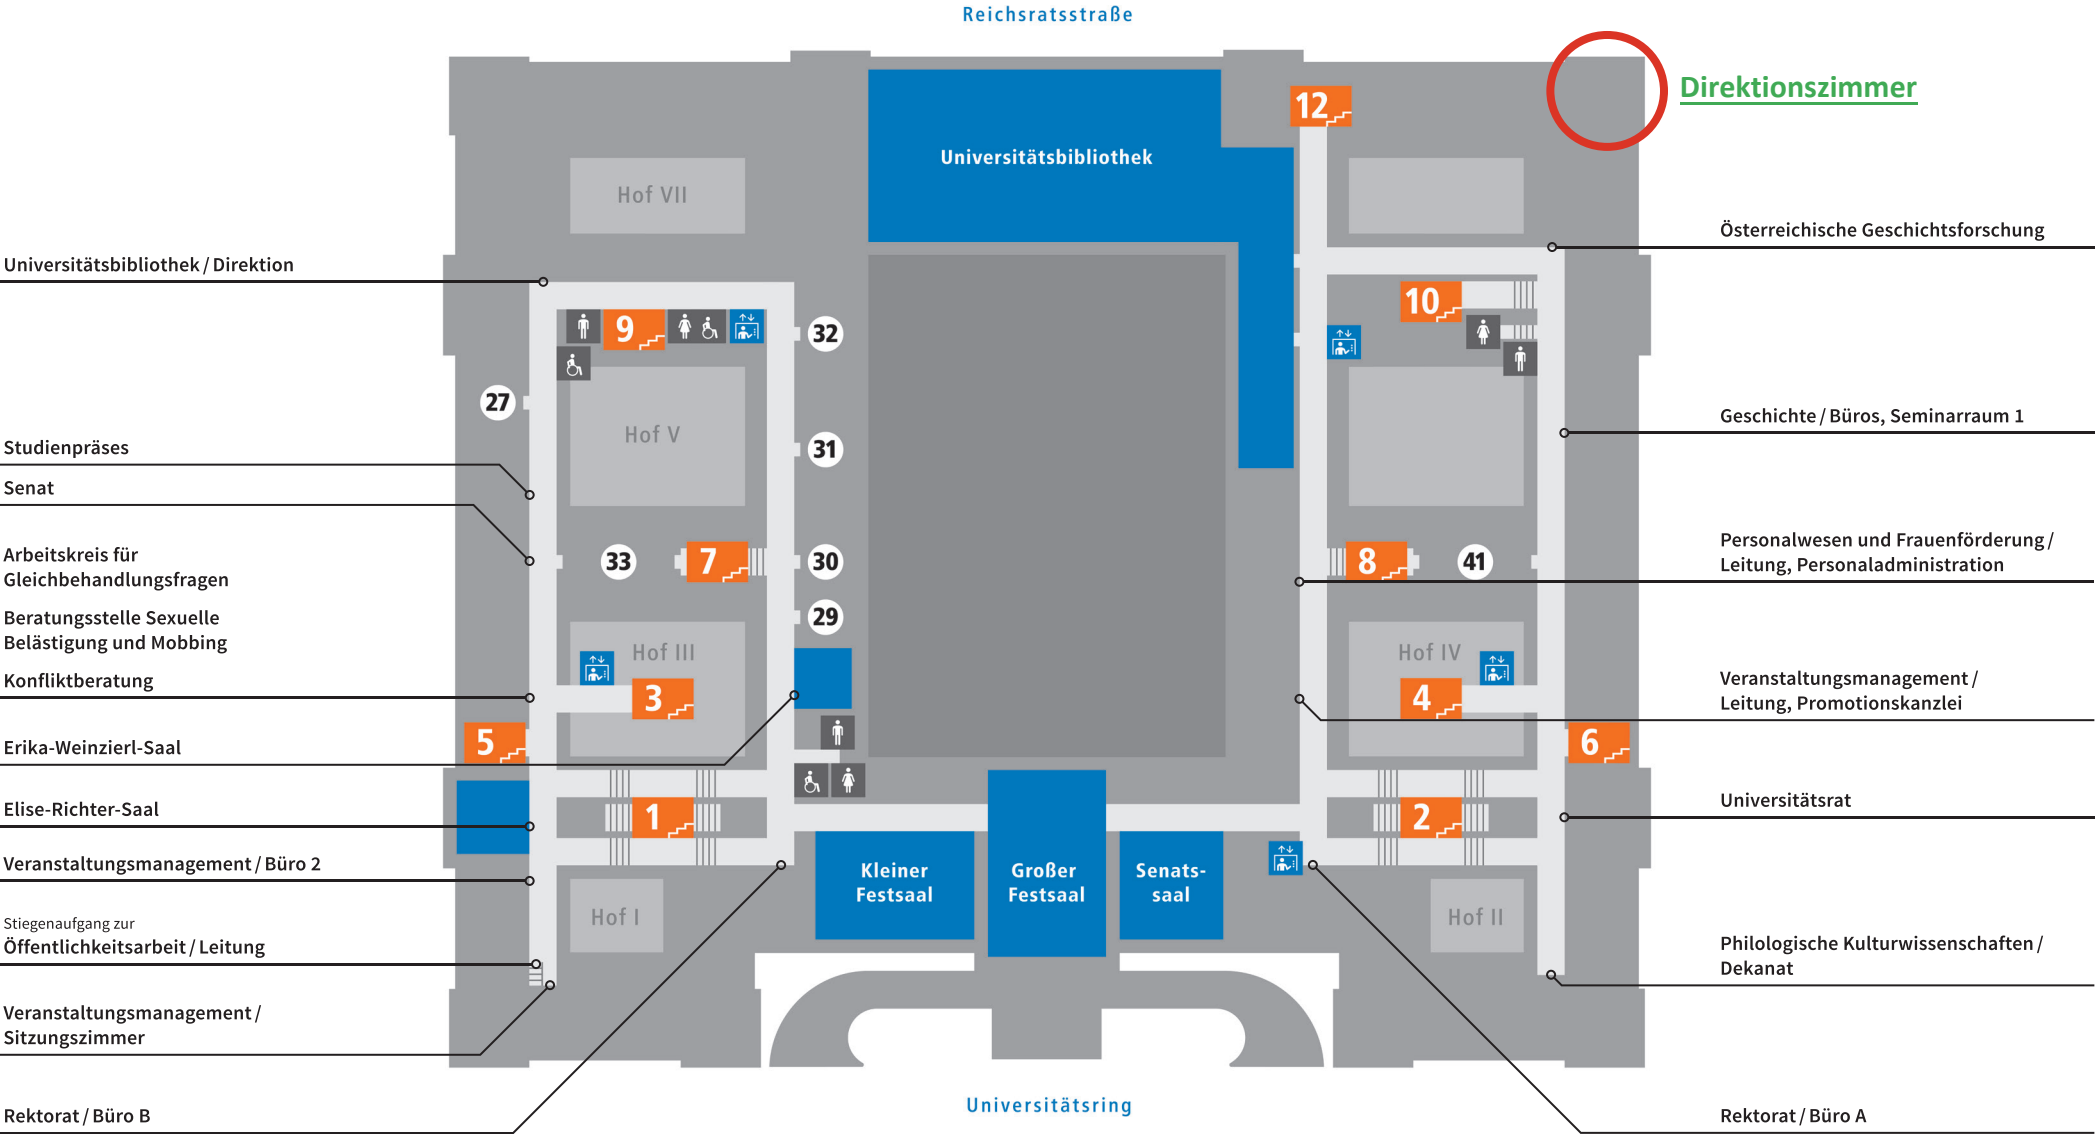 Reichsratsstraße
Direktionszimmer
12
Universitätsbibliothek
Hof VII
Österreichische Geschichtsforschung
Universitätsbibliothek / Direktion
9
32
10
27
Geschichte / Büros, Seminarraum 1
Hof V
31
Studienpräses
Senat
Arbeitskreis für
Gleichbehandlungsfragen
33
7
30
8
41
Personalwesen und Frauenförderung /
Leitung, Personaladministration
Beratungsstelle Sexuelle
Belästigung und Mobbing
29
Hof III
Hof IV
Konfliktberatung
3
4
Veranstaltungsmanagement /
Leitung, Promotionskanzlei
5
6
Erika-Weinzierl-Saal
Elise-Richter-Saal
1
2
Universitätsrat
Veranstaltungsmanagement / Büro 2
Kleiner
Festsaal
Großer
Festsaal
Senats-
saal
Hof I
Hof II
Stiegenaufgang zur
Öffentlichkeitsarbeit / Leitung
Philologische Kulturwissenschaften /
Dekanat
Veranstaltungsmanagement /
Sitzungszimmer
Universitätsring
Rektorat / Büro B
Rektorat / Büro A